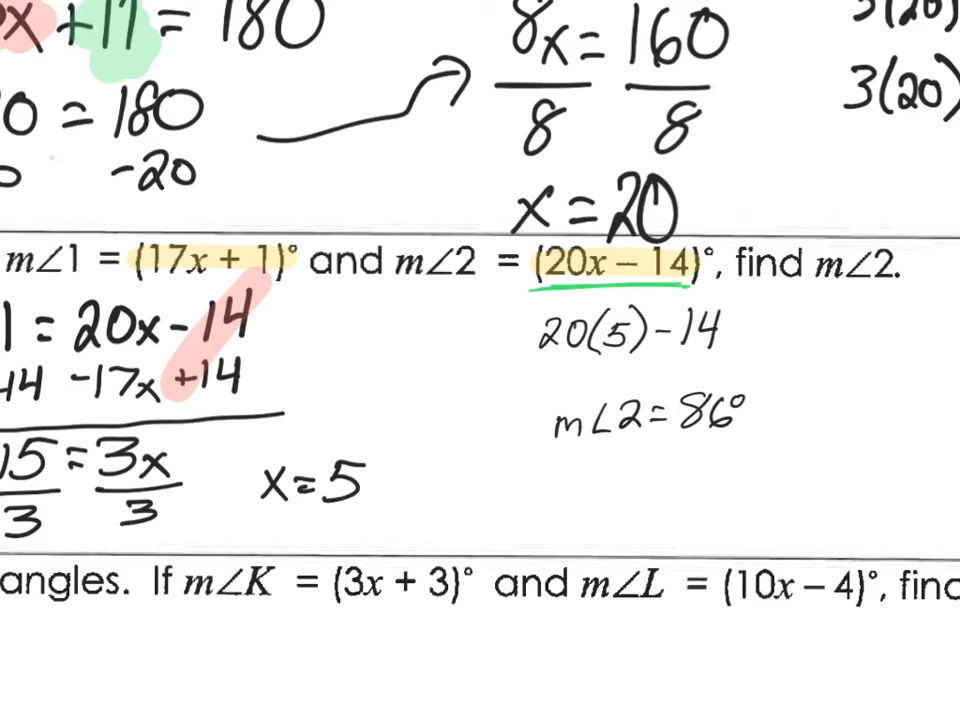 x + 17 = 180
0 = 180
-20
8x = 160
8 8
x = 20
3(20)
3(20)
m∠1 = (17x + 1)° and m∠2 = (20x – 14)°, find m∠2.
1 = 20x - 14
14 -17x +14
15 = 3x
3 3
x = 5
20(5) - 14
m∠2 = 86°
angles. If m∠K = (3x + 3)° and m∠L = (10x – 4)°, find